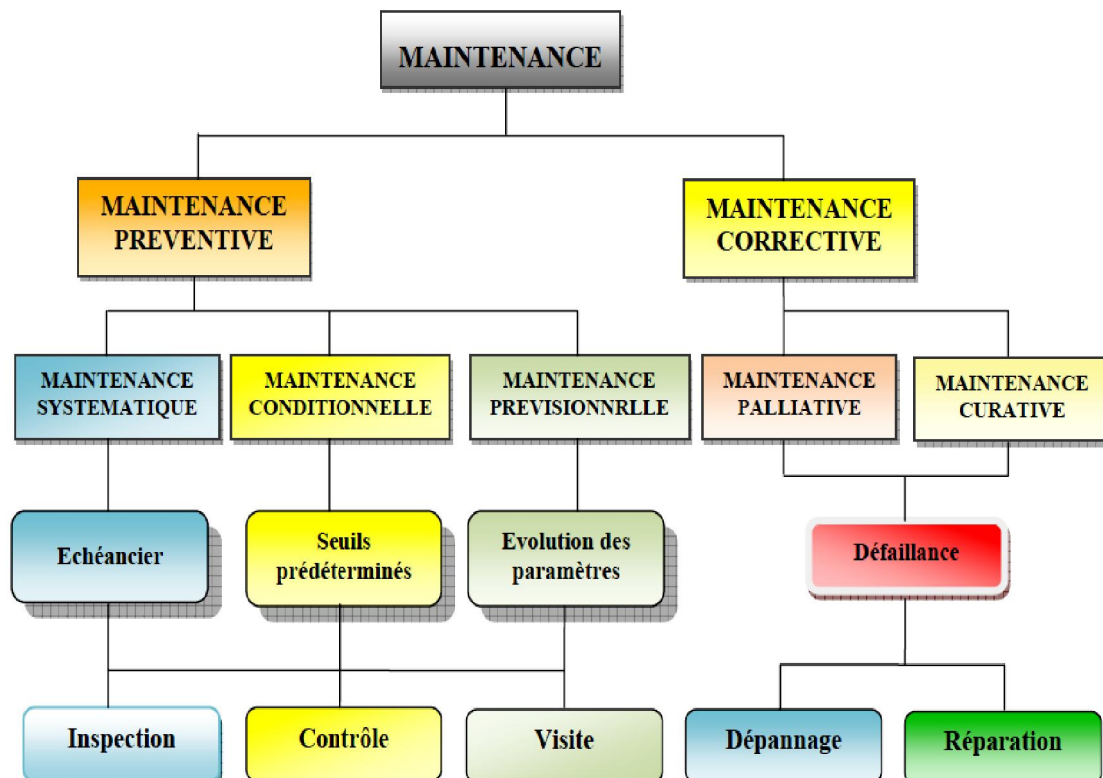 MAINTENANCE
MAINTENANCE
PREVENTIVE
MAINTENANCE
CORRECTIVE
MAINTENANCE
SYSTEMATIQUE
MAINTENANCE
CONDITIONNELLE
MAINTENANCE
PREVISIONNRLLE
MAINTENANCE
PALLIATIVE
MAINTENANCE
CURATIVE
Echéancier
Seuils
prédéterminés
Evolution des
paramètres
Défaillance
Inspection
Contrôle
Visite
Dépannage
Réparation